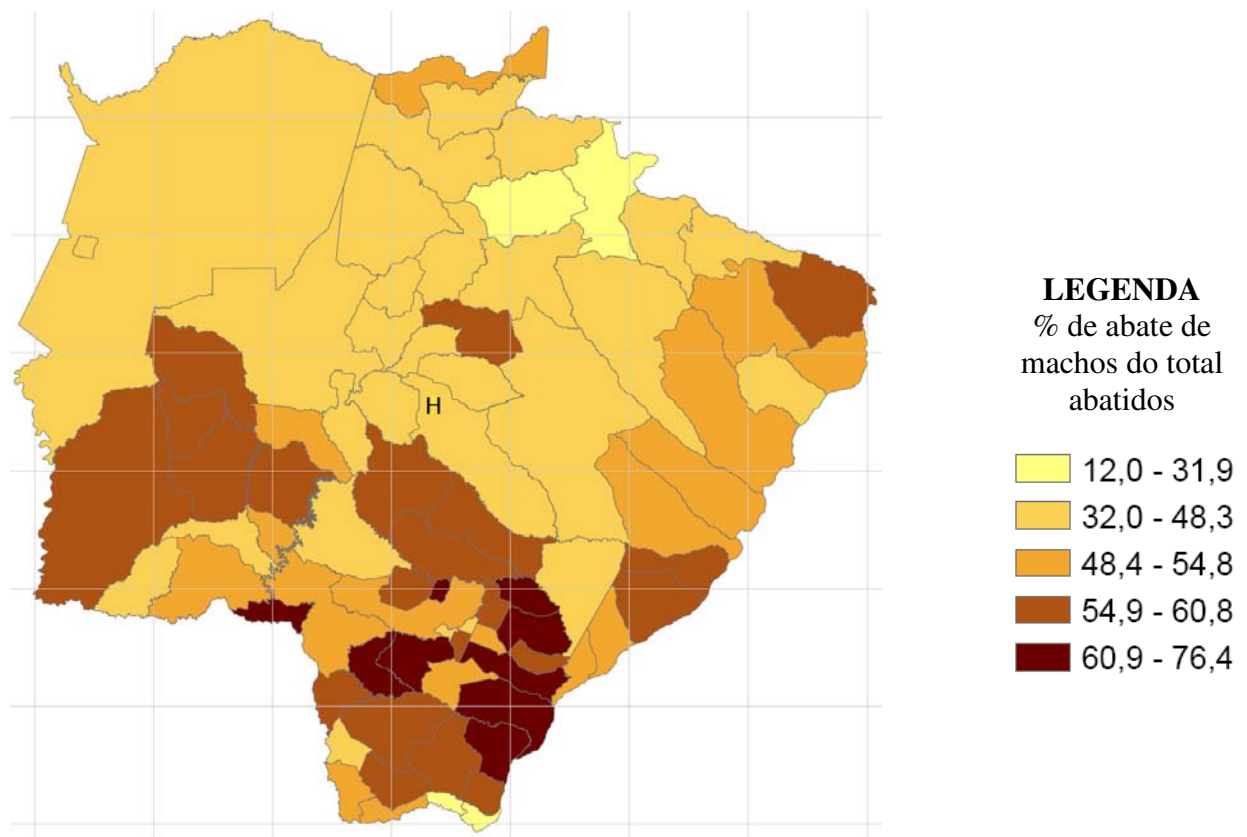 H
LEGENDA
% de abate de
machos do total
abatidos
12,0 - 31,9
32,0 - 48,3
48,4 - 54,8
54,9 - 60,8
60,9 - 76,4